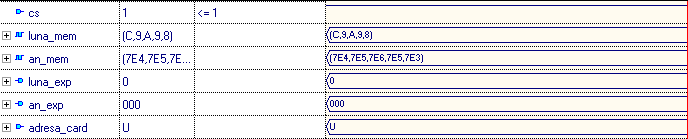 cs 1 <= 1
luna_mem (C,9,A,9,8) (C,9,A,9,8)
an_mem (7E4,7E5,7E... (7E4,7E5,7E6,7E5,7E3)
luna_exp 0 0
an_exp 000 000
adresa_card U U